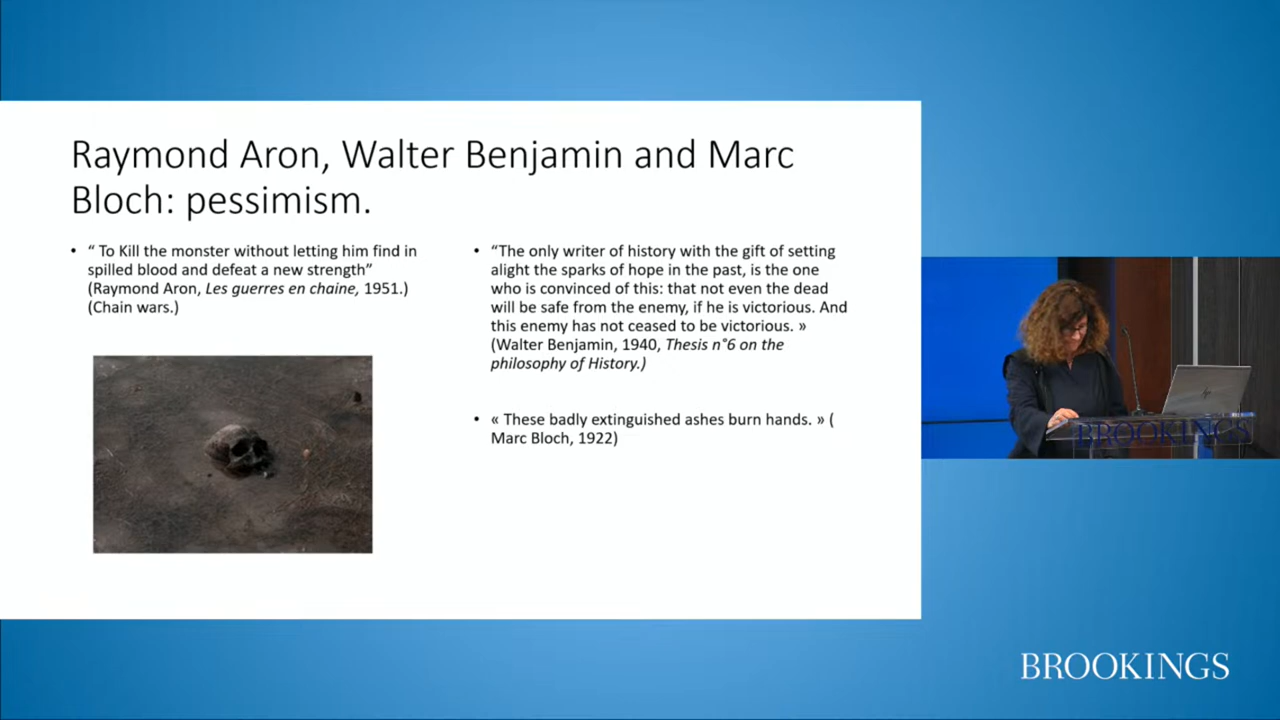 Raymond Aron, Walter Benjamin and Marc
Bloch: pessimism.
• “ To Kill the monster without letting him find in
spilled blood and defeat a new strength”
(Raymond Aron, Les guerres en chaine, 1951.)
(Chain wars.)
• “The only writer of history with the gift of setting
alight the sparks of hope in the past, is the one
who is convinced of this: that not even the dead
will be safe from the enemy, if he is victorious. And
this enemy has not ceased to be victorious. »
(Walter Benjamin, 1940, Thesis n°6 on the
philosophy of History.)
• « These badly extinguished ashes burn hands. » (
Marc Bloch, 1922)
BROOKINGS
hp
BROOKINGS